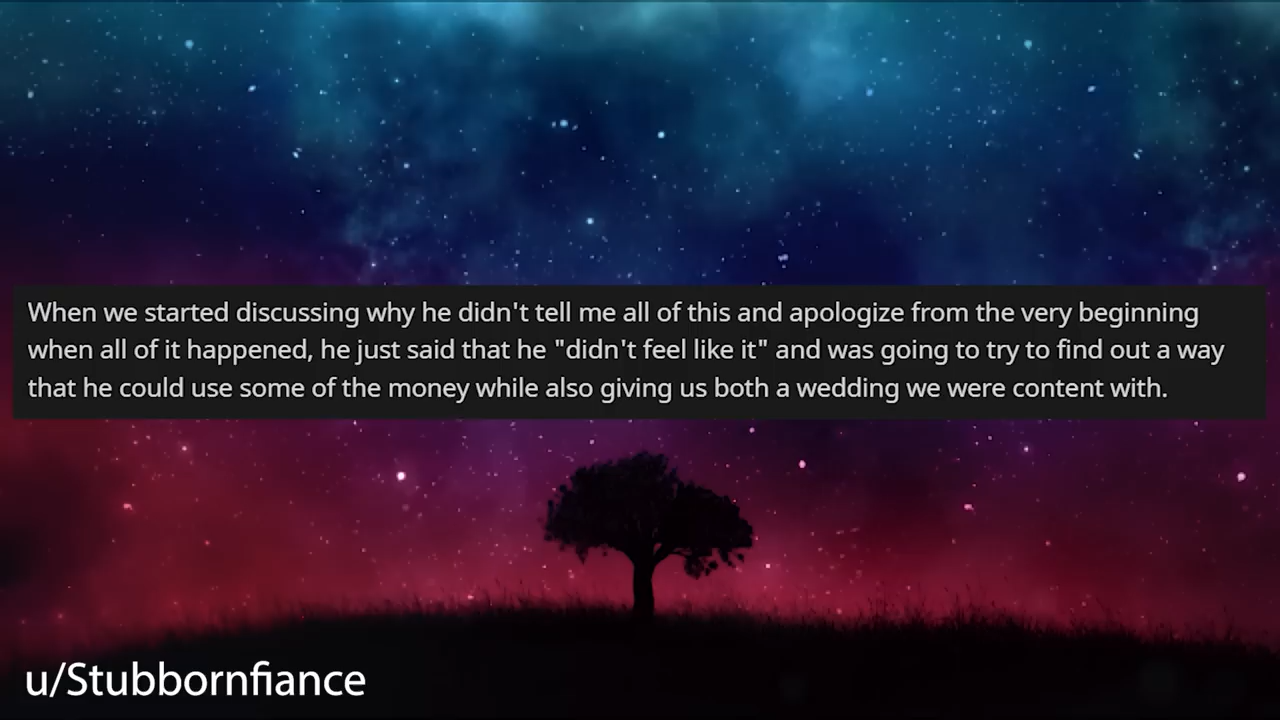 When we started discussing why he didn't tell me all of this and apologize from the very beginning
when all of it happened, he just said that he "didn't feel like it" and was going to try to find out a way
that he could use some of the money while also giving us both a wedding we were content with.
u/Stubbornfiance